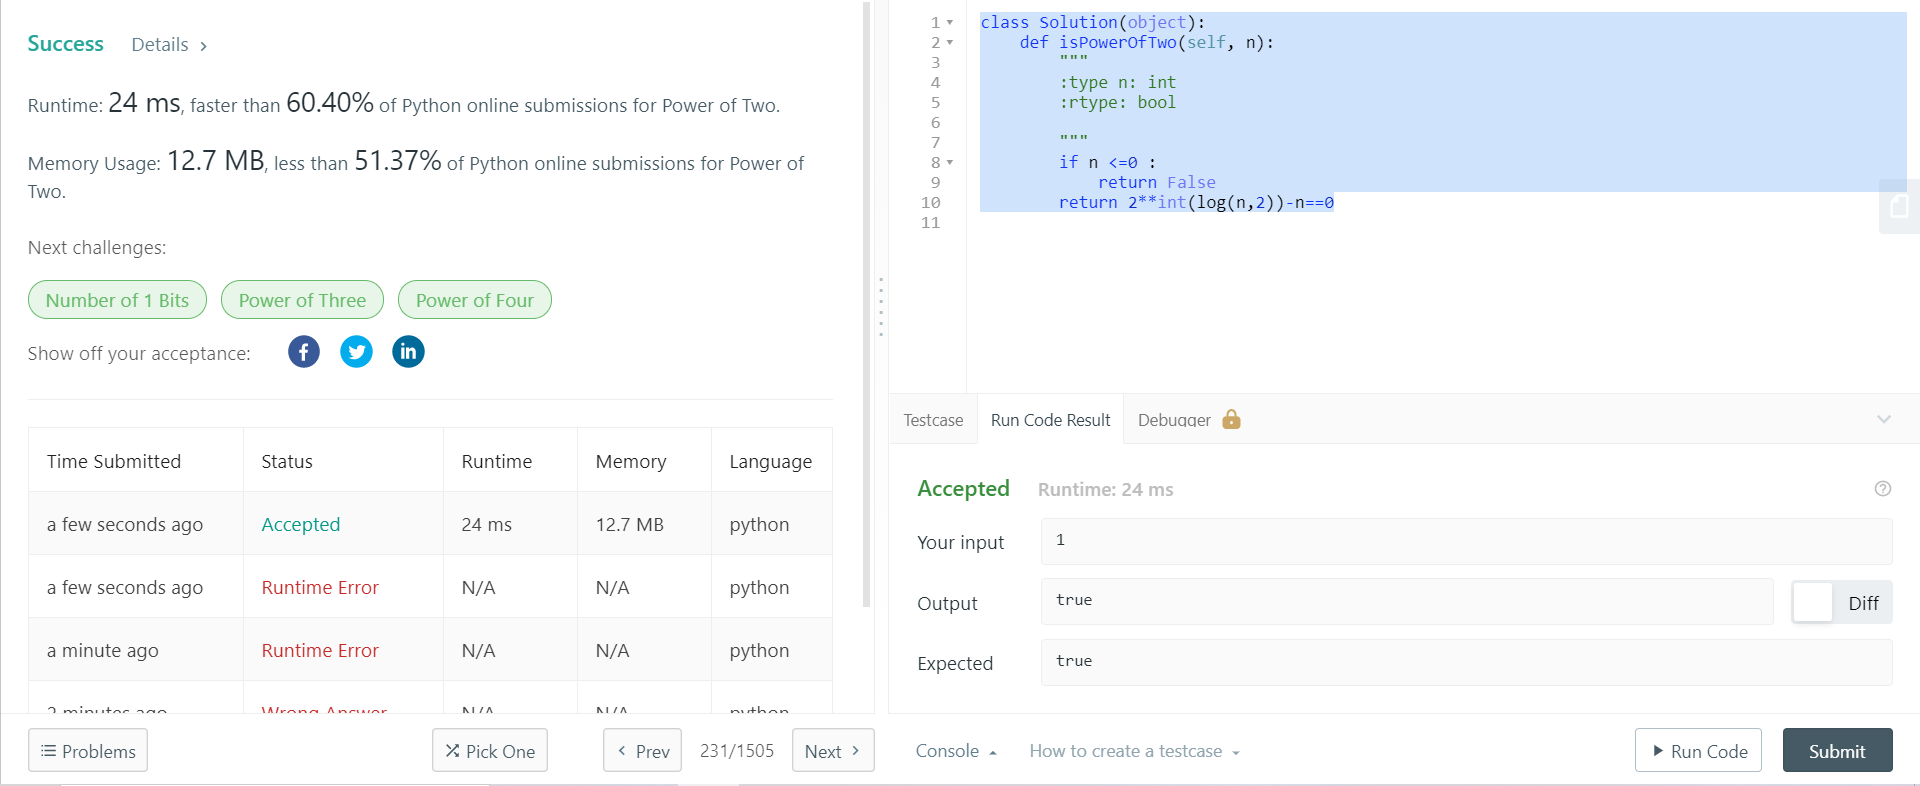 Success Details >
Runtime: 24 ms, faster than 60.40% of Python online submissions for Power of Two.
Memory Usage: 12.7 MB, less than 51.37% of Python online submissions for Power of
Two.
Next challenges:
Number of 1 Bits Power of Three Power of Four
Show off your acceptance:
Time Submitted Status Runtime Memory Language
a few seconds ago Accepted 24 ms 12.7 MB python
a few seconds ago Runtime Error N/A N/A python
a minute ago Runtime Error N/A N/A python
2 minutes ago Wrong Answer N/A N/A python
Problems Pick One < Prev 231/1505 Next >
1 class Solution(object):
2 def isPowerOfTwo(self, n):
3 """
4 :type n: int
5 :rtype: bool
6
7 """
8 if n <=0 :
9 return False
10 return 2**int(log(n,2))-n==0
11
Testcase Run Code Result Debugger
Accepted Runtime: 24 ms
Your input 1
Output true Diff
Expected true
Console How to create a testcase Run Code Submit